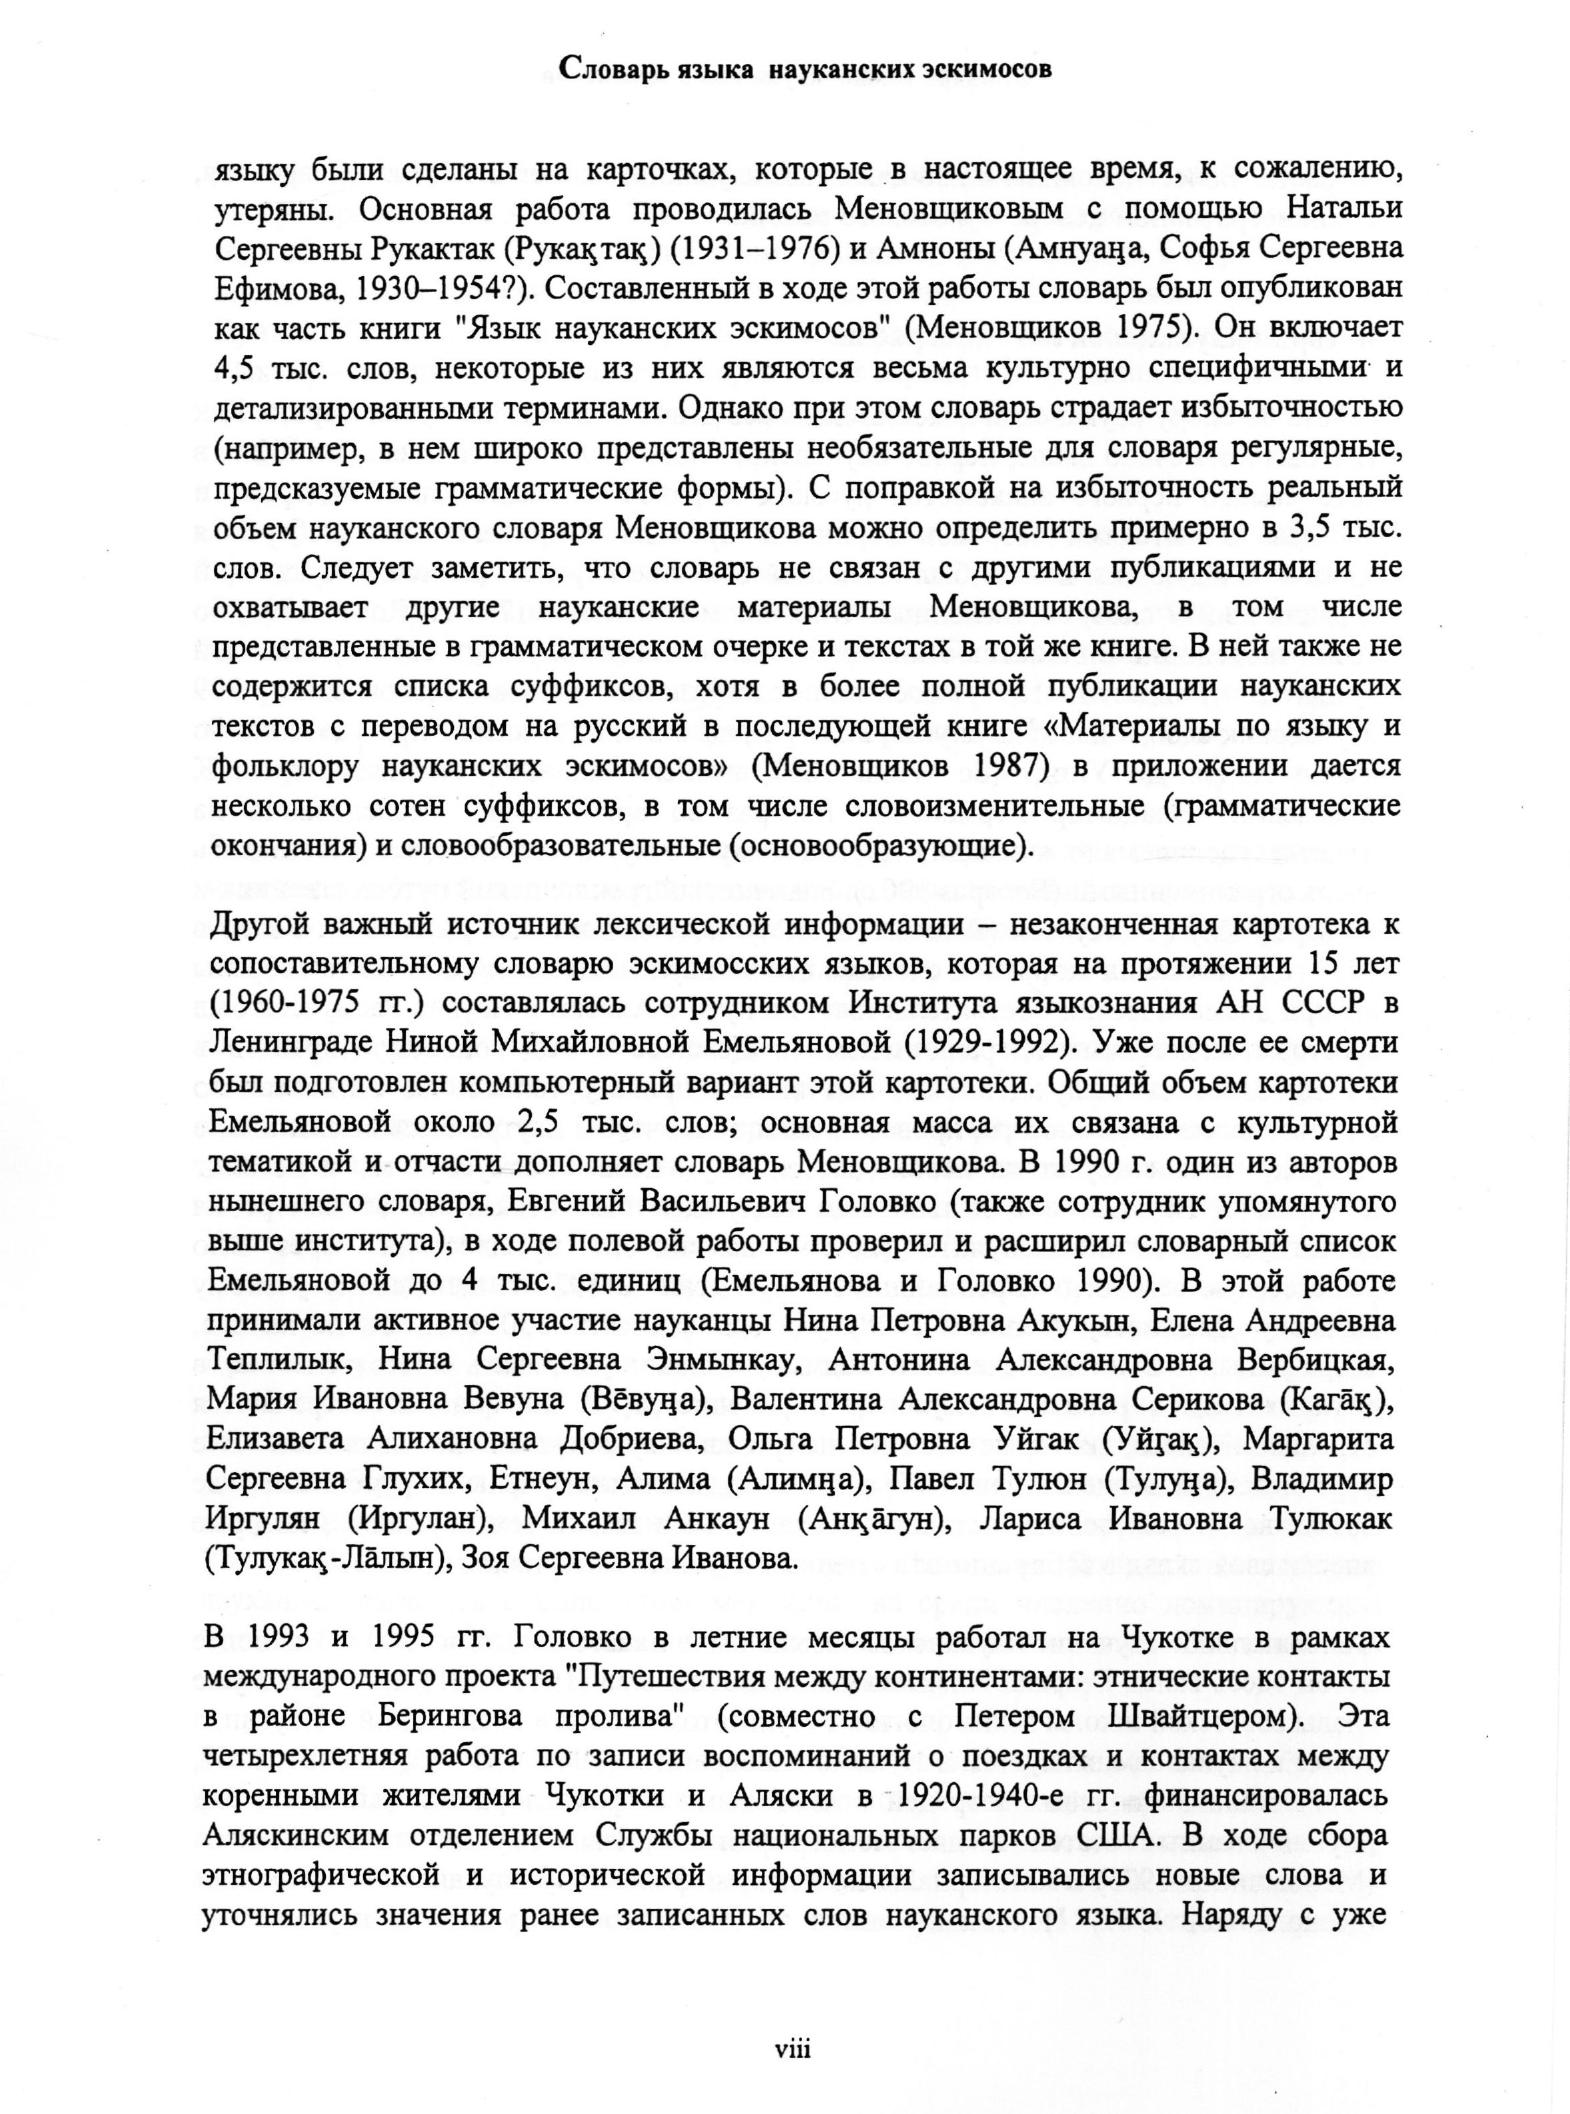 Словарь языка науканских эскимосов
языку были сделаны на карточках, которые в настоящее время, к сожалению,
утеряны. Основная работа проводилась Меновщиковым с помощью Натальи
Сергеевны Рукактак (Рукақтақ) (1931–1976) и Амноны (Амнуаңа, Софья Сергеевна
Ефимова, 1930–1954?). Составленный в ходе этой работы словарь был опубликован
как часть книги "Язык науканских эскимосов" (Меновщиков 1975). Он включает
4,5 тыс. слов, некоторые из них являются весьма культурно специфичными и
детализированными терминами. Однако при этом словарь страдает избыточностью
(например, в нем широко представлены необязательные для словаря регулярные,
предсказуемые грамматические формы). С поправкой на избыточность реальный
объем науканского словаря Меновщикова можно определить примерно в 3,5 тыс.
слов. Следует заметить, что словарь не связан с другими публикациями и не
охватывает другие науканские материалы Меновщикова, в том числе
представленные в грамматическом очерке и текстах в той же книге. В ней также не
содержится списка суффиксов, хотя в более полной публикации науканских
текстов с переводом на русский в последующей книге «Материалы по языку и
фольклору науканских эскимосов» (Меновщиков 1987) в приложении дается
несколько сотен суффиксов, в том числе словоизменительные (грамматические
окончания) и словообразовательные (основообразующие).
Другой важный источник лексической информации – незаконченная картотека к
сопоставительному словарю эскимосских языков, которая на протяжении 15 лет
(1960-1975 гг.) составлялась сотрудником Института языкознания АН СССР в
Ленинграде Ниной Михайловной Емельяновой (1929-1992). Уже после ее смерти
был подготовлен компьютерный вариант этой картотеки. Общий объем картотеки
Емельяновой около 2,5 тыс. слов; основная масса их связана с культурной
тематикой и отчасти дополняет словарь Меновщикова. В 1990 г. один из авторов
нынешнего словаря, Евгений Васильевич Головко (также сотрудник упомянутого
выше института), в ходе полевой работы проверил и расширил словарный список
Емельяновой до 4 тыс. единиц (Емельянова и Головко 1990). В этой работе
принимали активное участие науканцы Нина Петровна Акукын, Елена Андреевна
Теплилык, Нина Сергеевна Энмынкау, Антонина Александровна Вербицкая,
Мария Ивановна Вевуна (Ве̄вуңа), Валентина Александровна Серикова (Кага̄қ),
Елизавета Алихановна Добриева, Ольга Петровна Уйгак (Уйӷақ), Маргарита
Сергеевна Глухих, Етнеун, Алима (Алимңа), Павел Тулюн (Тулуңа), Владимир
Иргулян (Иргулан), Михаил Анкаун (Анқа̄гун), Лариса Ивановна Тулюкак
(Тулукақ-Ла̄лын), Зоя Сергеевна Иванова.
В 1993 и 1995 гг. Головко в летние месяцы работал на Чукотке в рамках
международного проекта "Путешествия между континентами: этнические контакты
в районе Берингова пролива" (совместно с Петером Швайтцером). Эта
четырехлетняя работа по записи воспоминаний о поездках и контактах между
коренными жителями Чукотки и Аляски в 1920-1940-е гг. финансировалась
Аляскинским отделением Службы национальных парков США. В ходе сбора
этнографической и исторической информации записывались новые слова и
уточнялись значения ранее записанных слов науканского языка. Наряду с уже
viii